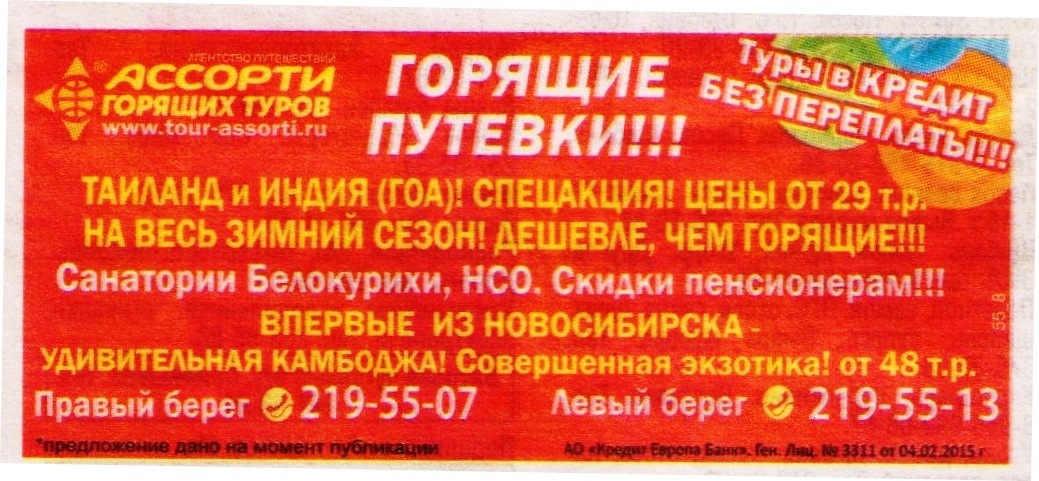 АГЕНТСТВО ПУТЕШЕСТВИЙ
АССОРТИ®
ГОРЯЩИХ ТУРОВ
www.tour-assorti.ru
ГОРЯЩИЕ
ПУТЕВКИ!!!
Туры в КРЕДИТ
БЕЗ ПЕРЕПЛАТЫ!!!
ТАИЛАНД и ИНДИЯ (ГОА)! СПЕЦАКЦИЯ! ЦЕНЫ ОТ 29 т.р.
НА ВЕСЬ ЗИМНИЙ СЕЗОН! ДЕШЕВЛЕ, ЧЕМ ГОРЯЩИЕ!!!
Санатории Белокурихи, НСО. Скидки пенсионерам!!!
ВПЕРВЫЕ ИЗ НОВОСИБИРСКА -
УДИВИТЕЛЬНАЯ КАМБОДЖА! Совершенная экзотика! от 48 т.р.
Правый берег 219-55-07 Левый берег 219-55-13
*предложение дано на момент публикации АО «Кредит Европа Банк». Ген. Лиц. № 3311 от 04.02.2015 г
55_8